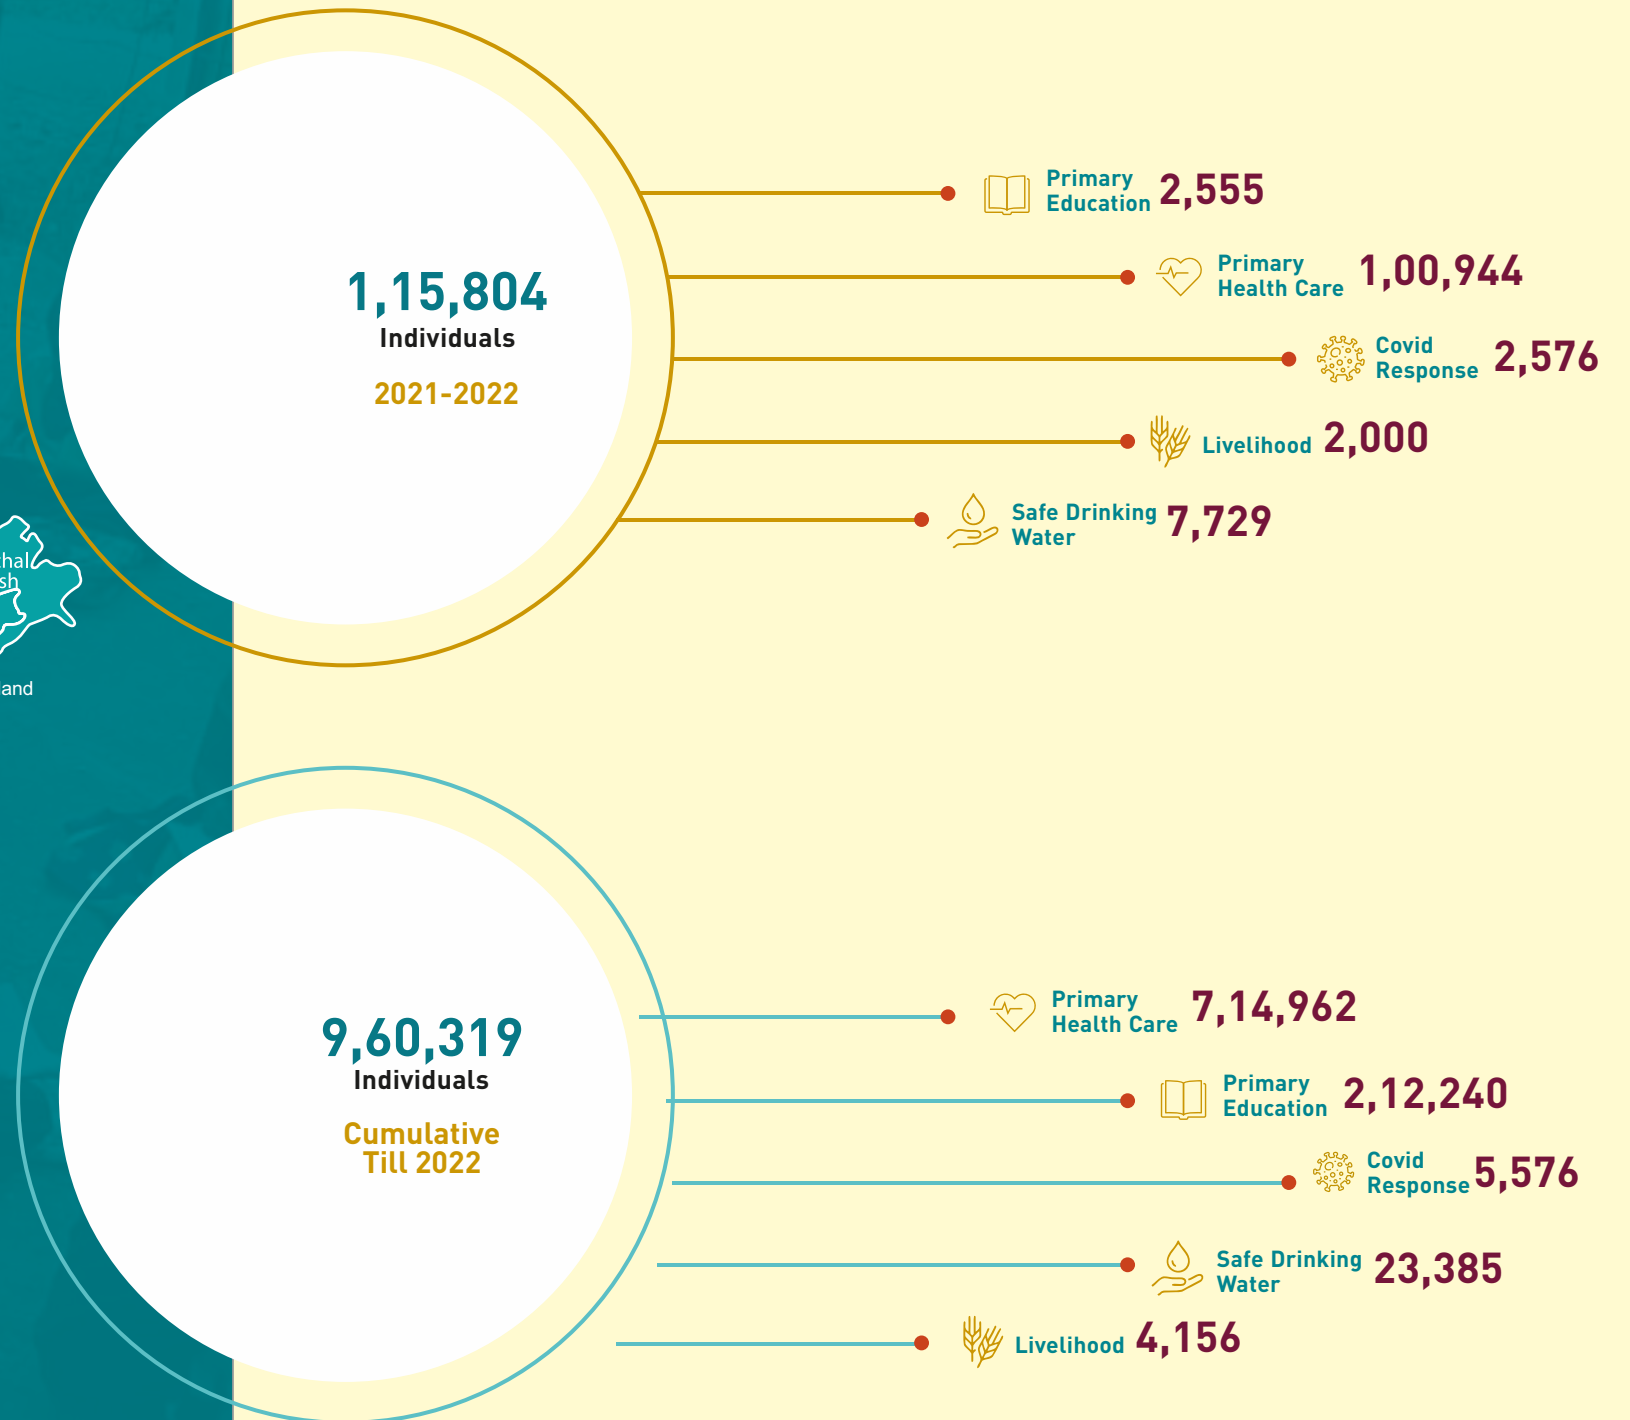 1,15,804
Individuals
2021-2022
Primary
Education
2,555
Primary
Health Care
1,00,944
Covid
Response
2,576
Livelihood
2,000
Safe Drinking
Water
7,729
hal
sh
land
9,60,319
Individuals
Cumulative
Till 2022
Primary
Health Care
7,14,962
Primary
Education
2,12,240
Covid
Response
5,576
Safe Drinking
Water
23,385
Livelihood
4,156